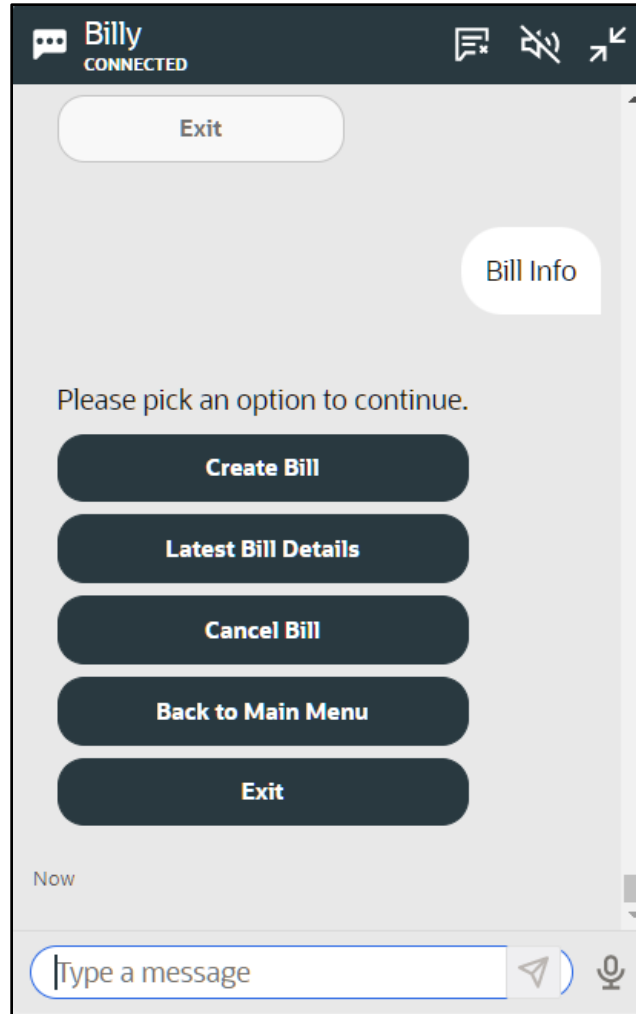 Billy
CONNECTED
Exit
Bill Info
Please pick an option to continue.
Create Bill
Latest Bill Details
Cancel Bill
Back to Main Menu
Exit
Now
Type a message